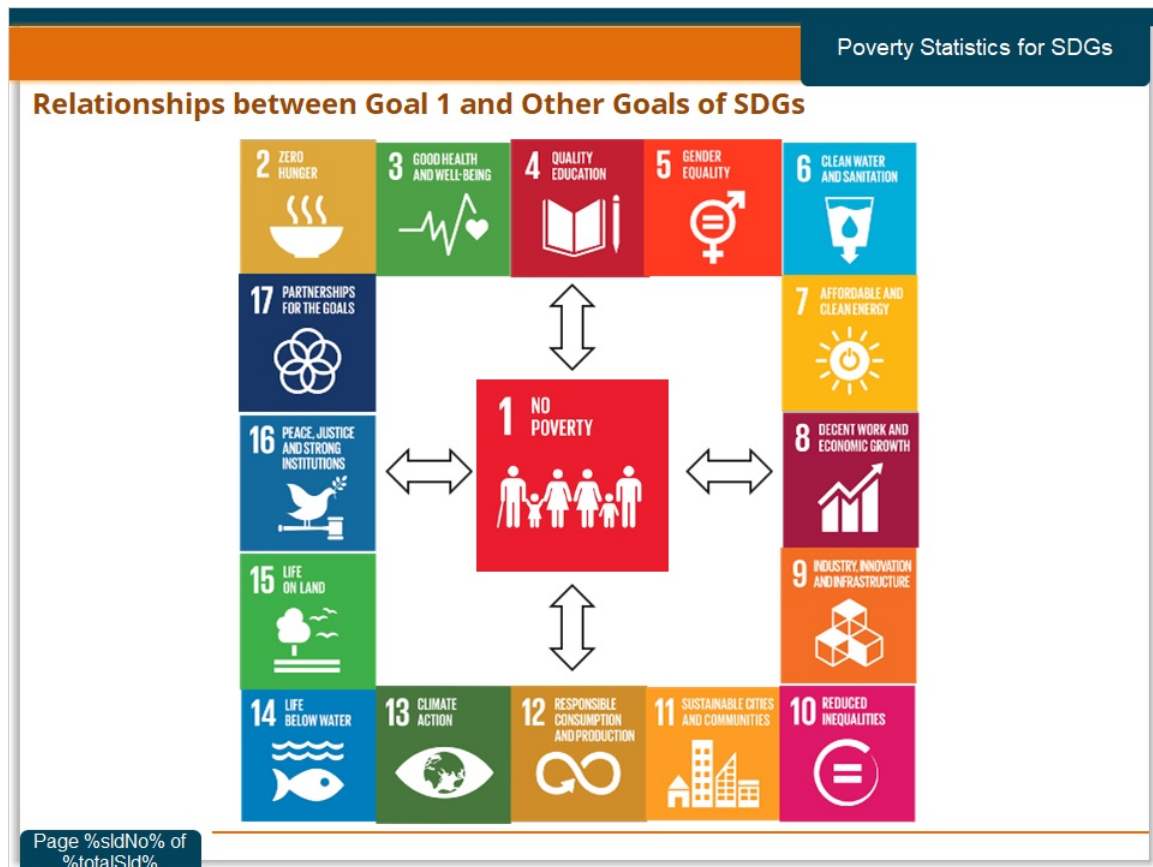 Poverty Statistics for SDGs
Relationships between Goal 1 and Other Goals of SDGs
2 ZERO
HUNGER
3 GOOD HEALTH
AND WELL-BEING
4 QUALITY
EDUCATION
5 GENDER
EQUALITY
6 CLEAN WATER
AND SANITATION
17 PARTNERSHIPS
FOR THE GOALS
7 AFFORDABLE AND
CLEAN ENERGY
1 NO
POVERTY
16 PEACE, JUSTICE
AND STRONG
INSTITUTIONS
8 DECENT WORK AND
ECONOMIC GROWTH
15 LIFE
ON LAND
9 INDUSTRY, INNOVATION
AND INFRASTRUCTURE
14 LIFE
BELOW WATER
13 CLIMATE
ACTION
12 RESPONSIBLE
CONSUMPTION
AND PRODUCTION
11 SUSTAINABLE CITIES
AND COMMUNITIES
10 REDUCED
INEQUALITIES
Page %sldNo% of
%totalSld%